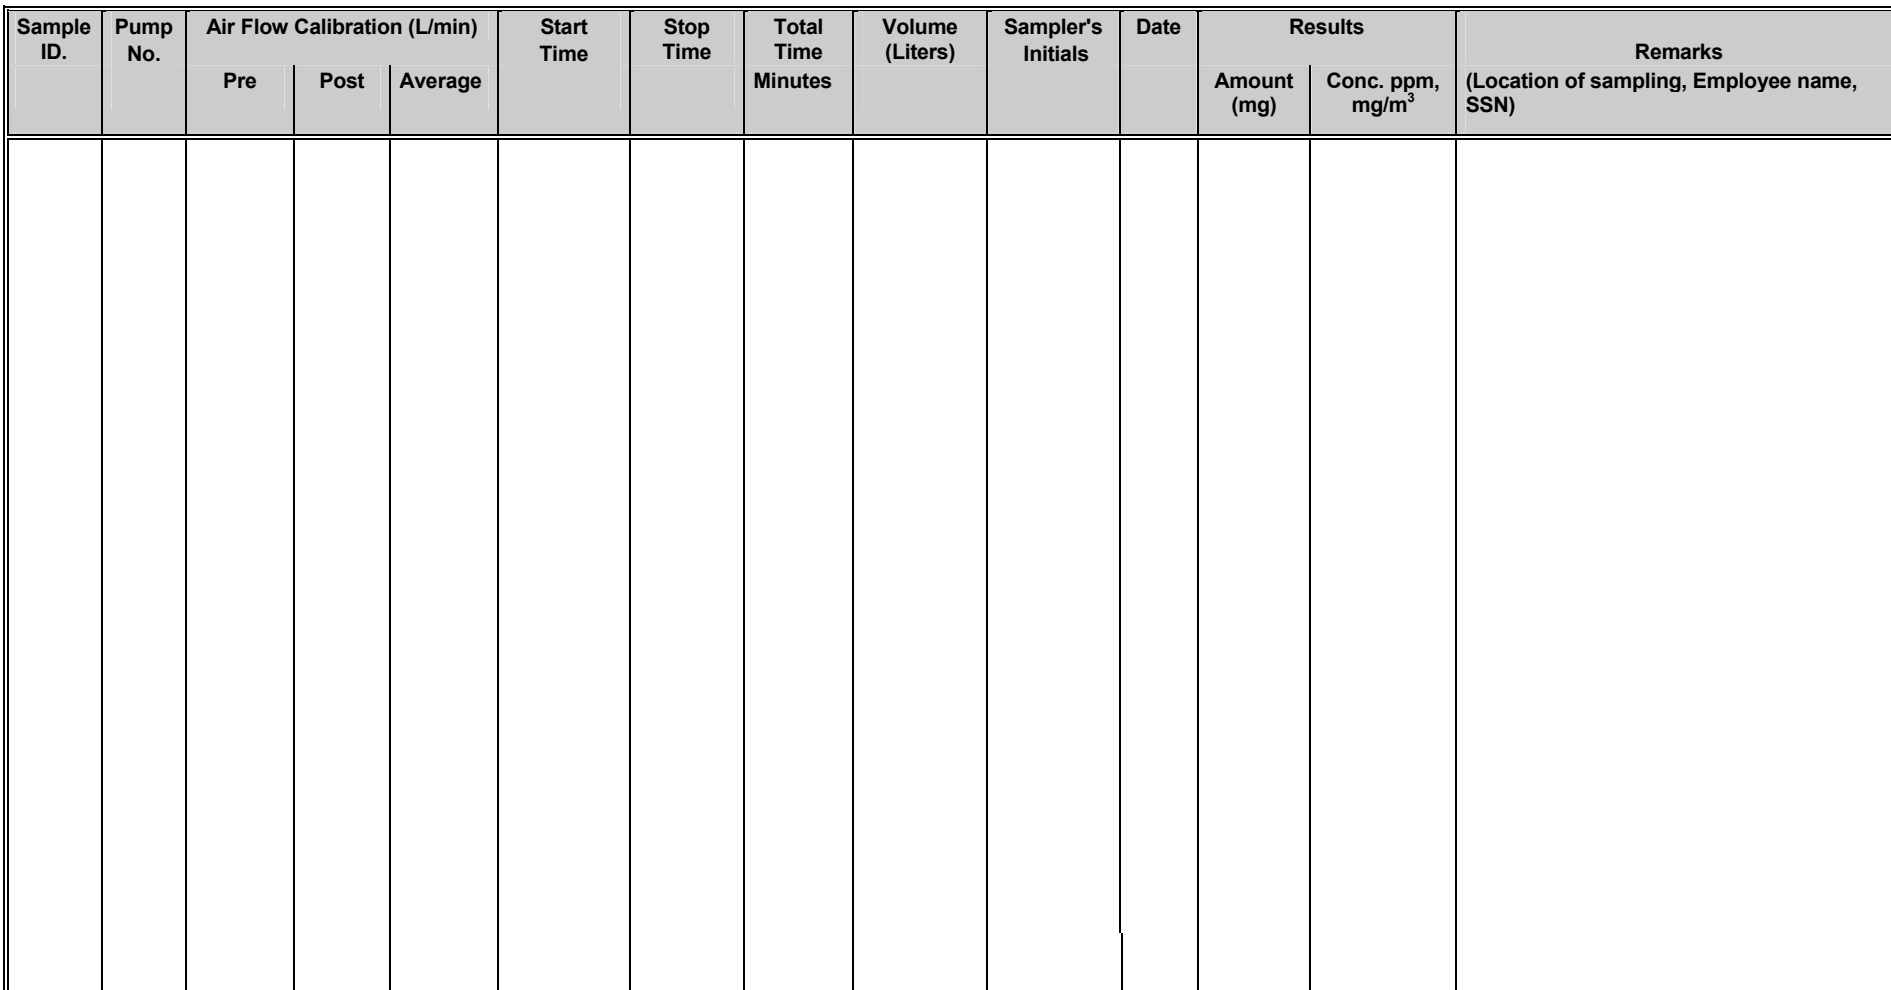 Sample
ID.
Pump
No.
Air Flow Calibration (L/min)
Pre
Post
Average
Start
Time
Stop
Time
Total
Time
Minutes
Volume
(Liters)
Sampler's
Initials
Date
Results
Amount
(mg)
Conc. ppm,
mg/m³
Remarks
(Location of sampling, Employee name,
SSN)